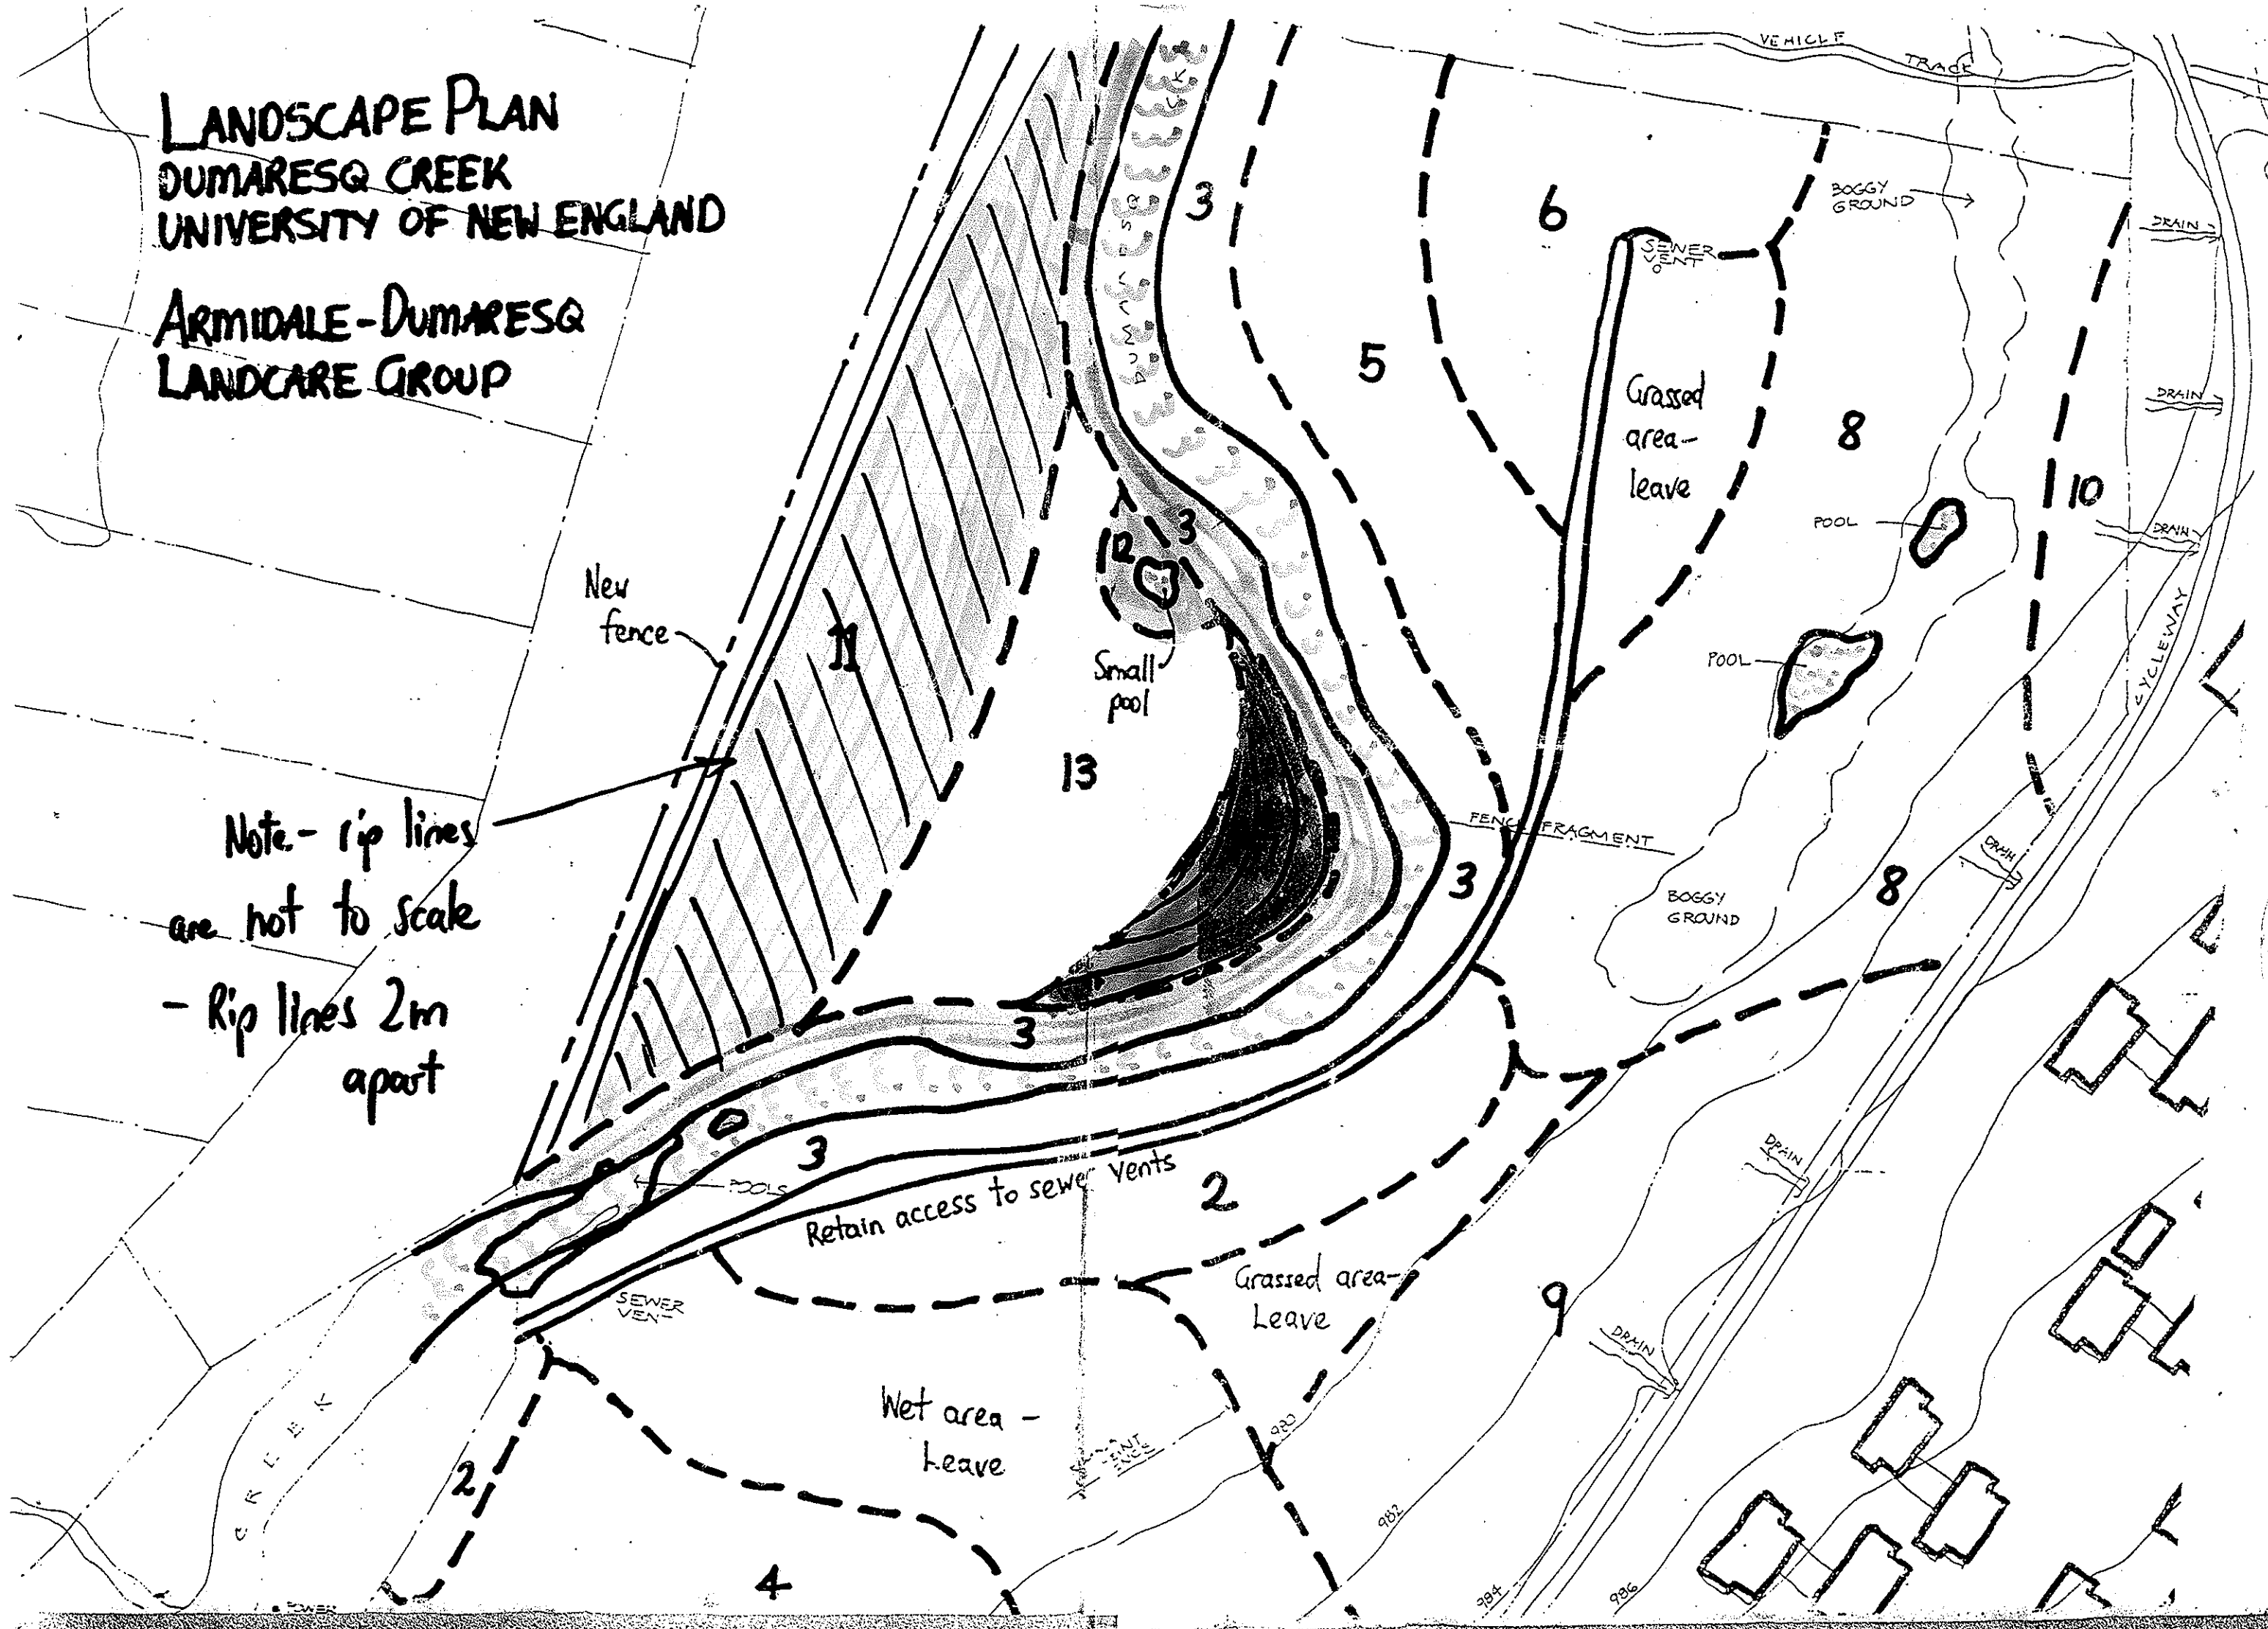 LANDSCAPE PLAN
DUMARESQ CREEK
UNIVERSITY OF NEW ENGLAND
ARMIDALE-DUMARESQ
LANDCARE GROUP
VEHICLE TRACK
3
6
BOGGY
GROUND
SEWER
VENT
DRAIN
DUMARESQ
5
Grassed
area-
leave
8
DRAIN
10
POOL
DRAIN
3
12
New
fence
11
Small
pool
POOL
CYCLEWAY
13
Note - rip lines
are not to scale
- Rip lines 2m
apart
FENCE FRAGMENT
3
8
DRAIN
BOGGY
GROUND
3
3
POOLS
Retain access to sewer vents
2
DRAIN
SEWER
VENT
Grassed area-
Leave
9
DRAIN
Wet area -
Leave
980
CREEK
2
982
4
984
986
POWER